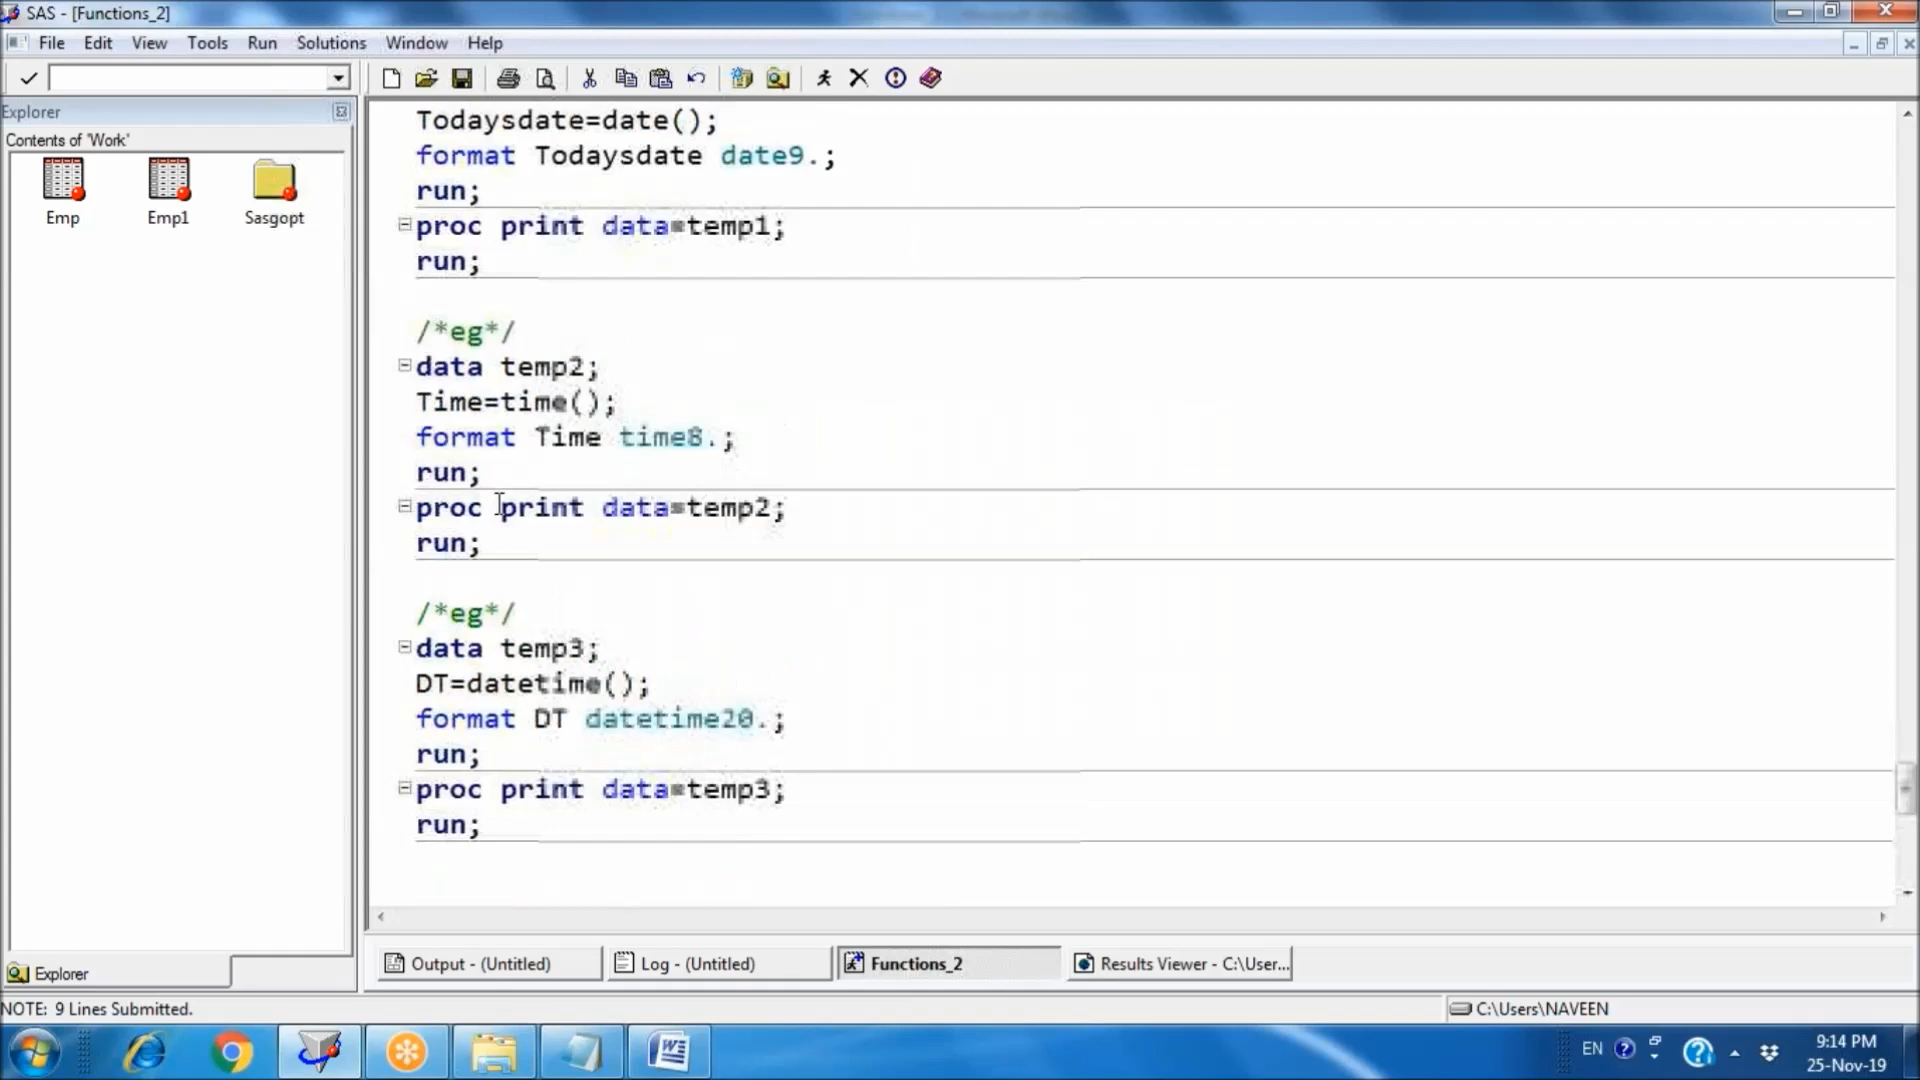 SAS - [Functions_2]
File Edit View Tools Run Solutions Window Help
Explorer
Contents of 'Work'
Emp Emp1 Sasgopt
Todaysdate=date();
format Todaysdate date9.;
run;
proc print data=temp1;
run;
/*eg*/
data temp2;
Time=time();
format Time time8.;
run;
proc print data=temp2;
run;
/*eg*/
data temp3;
DT=datetime();
format DT datetime20.;
run;
proc print data=temp3;
run;
Explorer
Output - (Untitled) Log - (Untitled) Functions_2 Results Viewer - C:\User...
NOTE: 9 Lines Submitted. C:\Users\NAVEEN
EN 9:14 PM
25-Nov-19